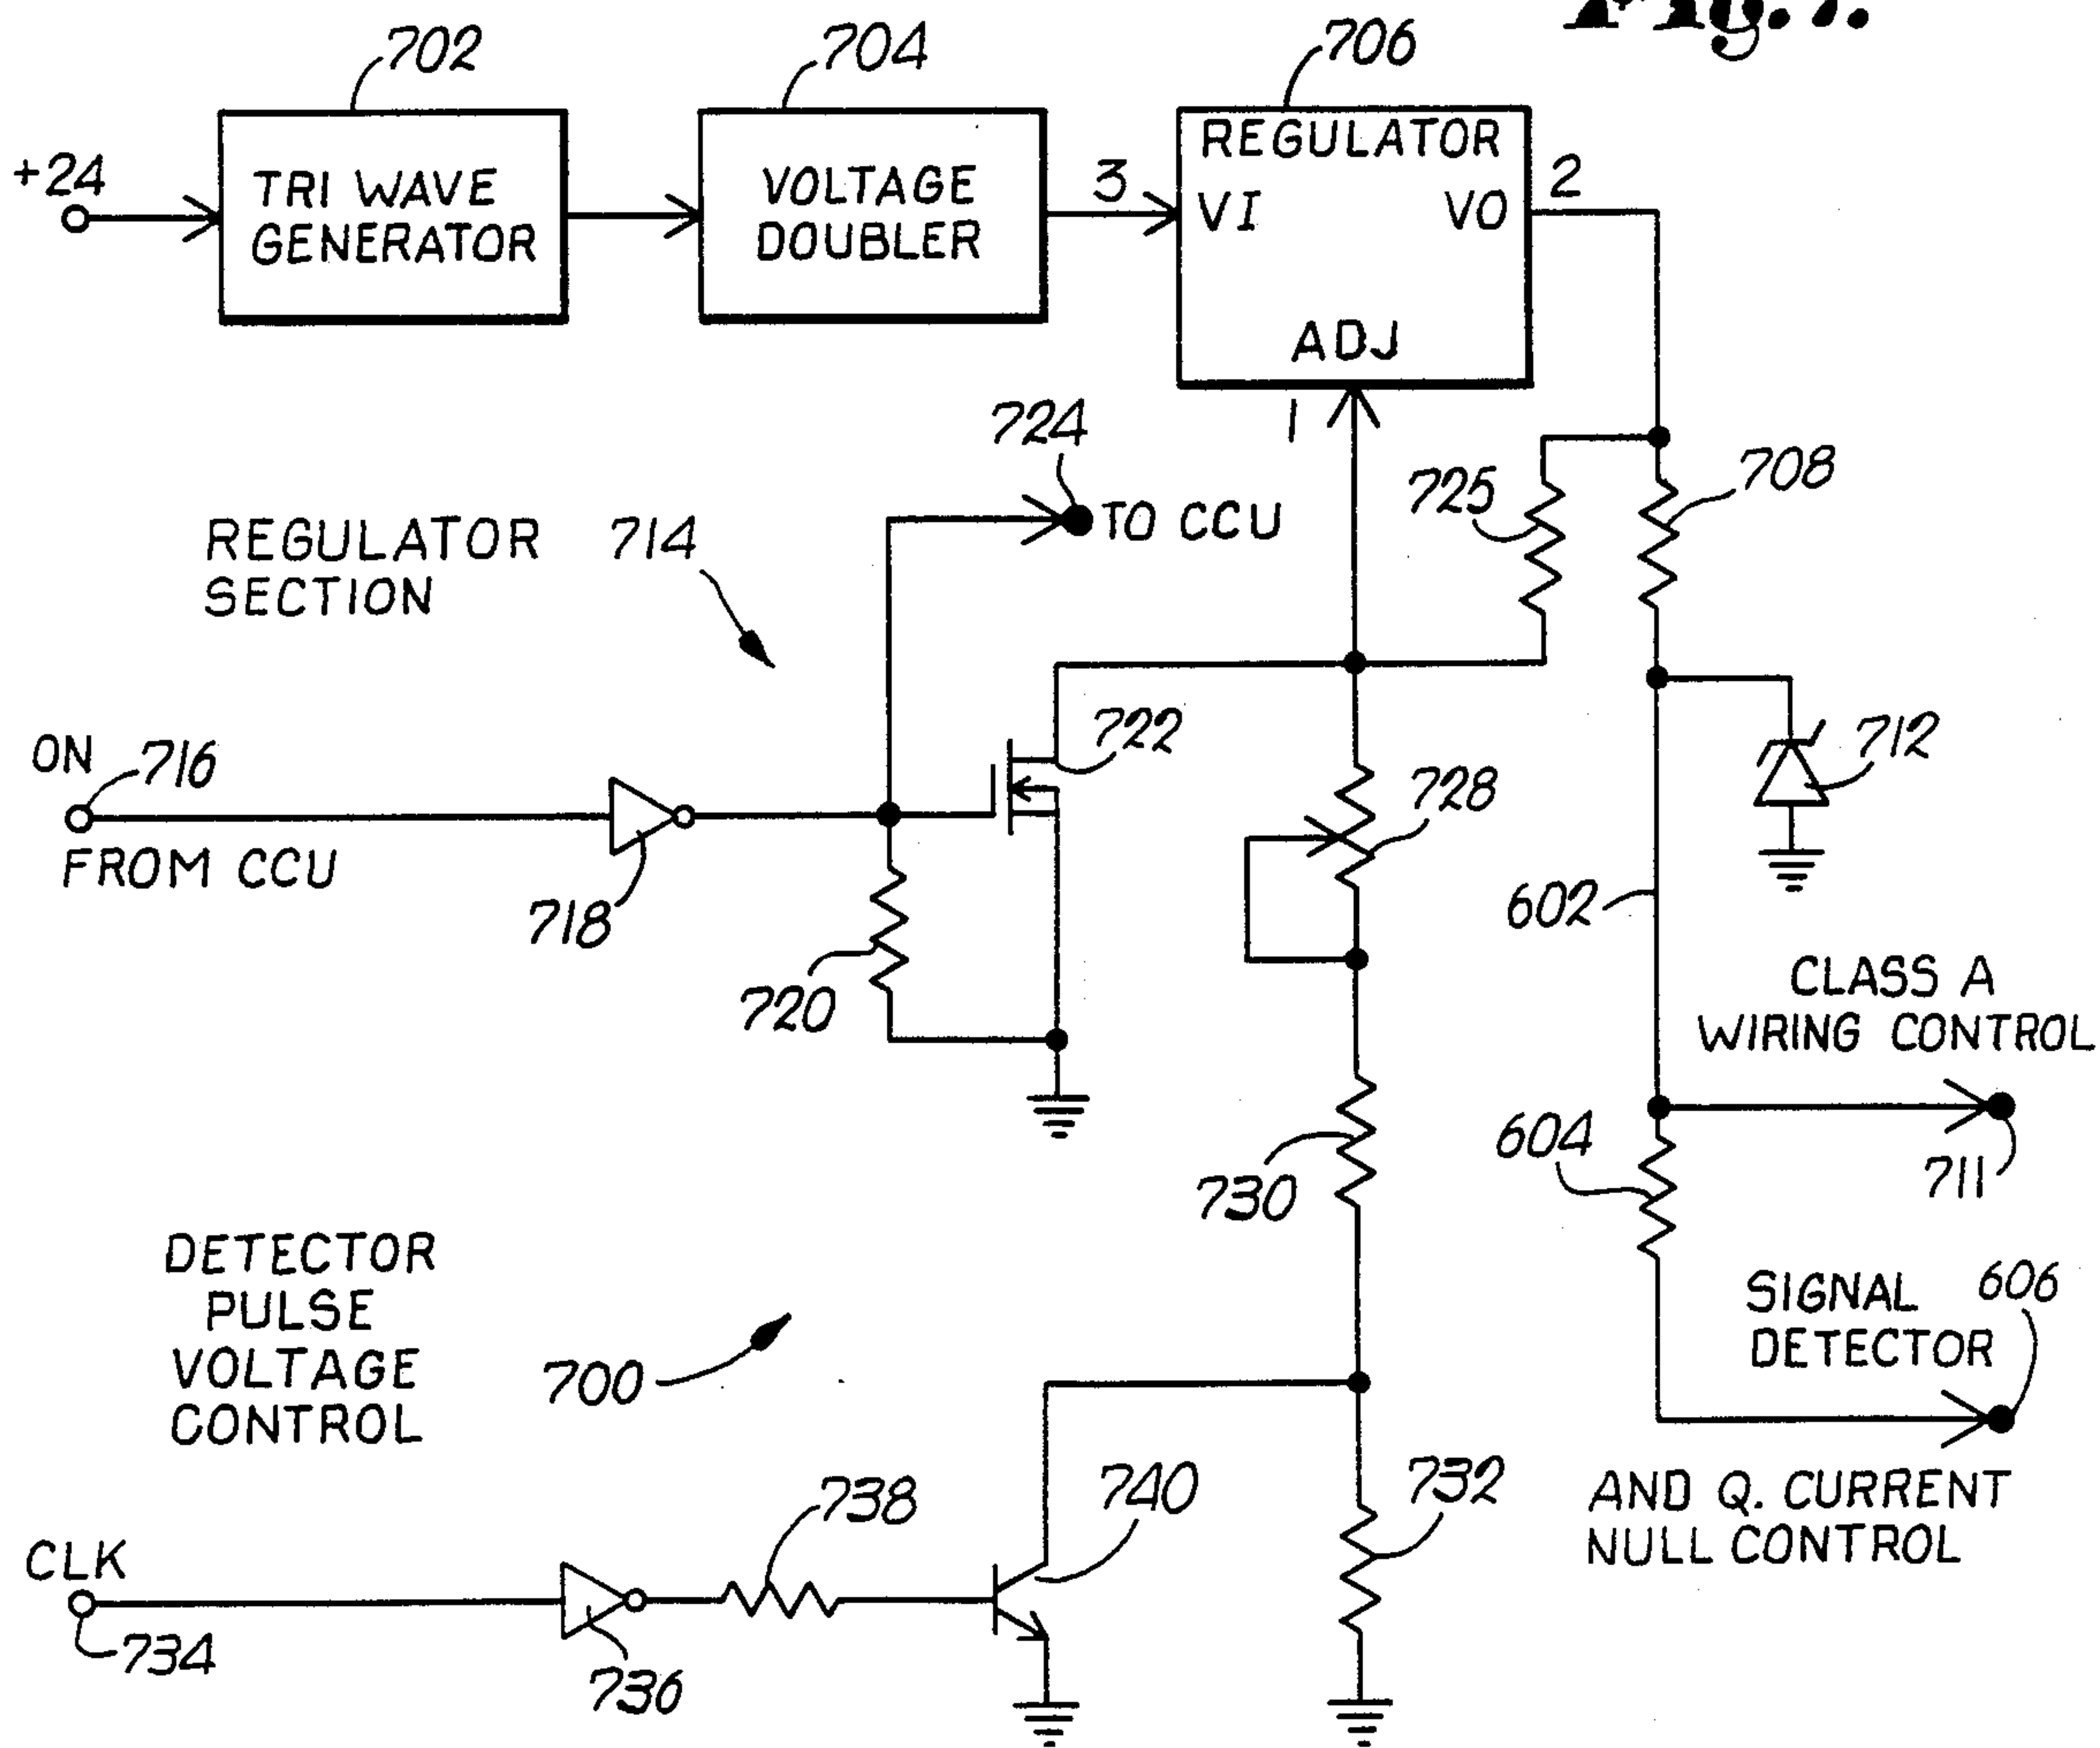 Fig. 7.
702
704
706
+24
TRI WAVE
GENERATOR
VOLTAGE
DOUBLER
3
REGULATOR
VI
VO
2
ADJ
1
724
TO CCU
725
708
REGULATOR
SECTION
714
ON
716
FROM CCU
718
720
722
728
712
602
CLASS A
WIRING CONTROL
711
604
730
DETECTOR
PULSE
VOLTAGE
CONTROL
700
SIGNAL
DETECTOR
606
AND Q. CURRENT
NULL CONTROL
732
738
740
CLK
734
736